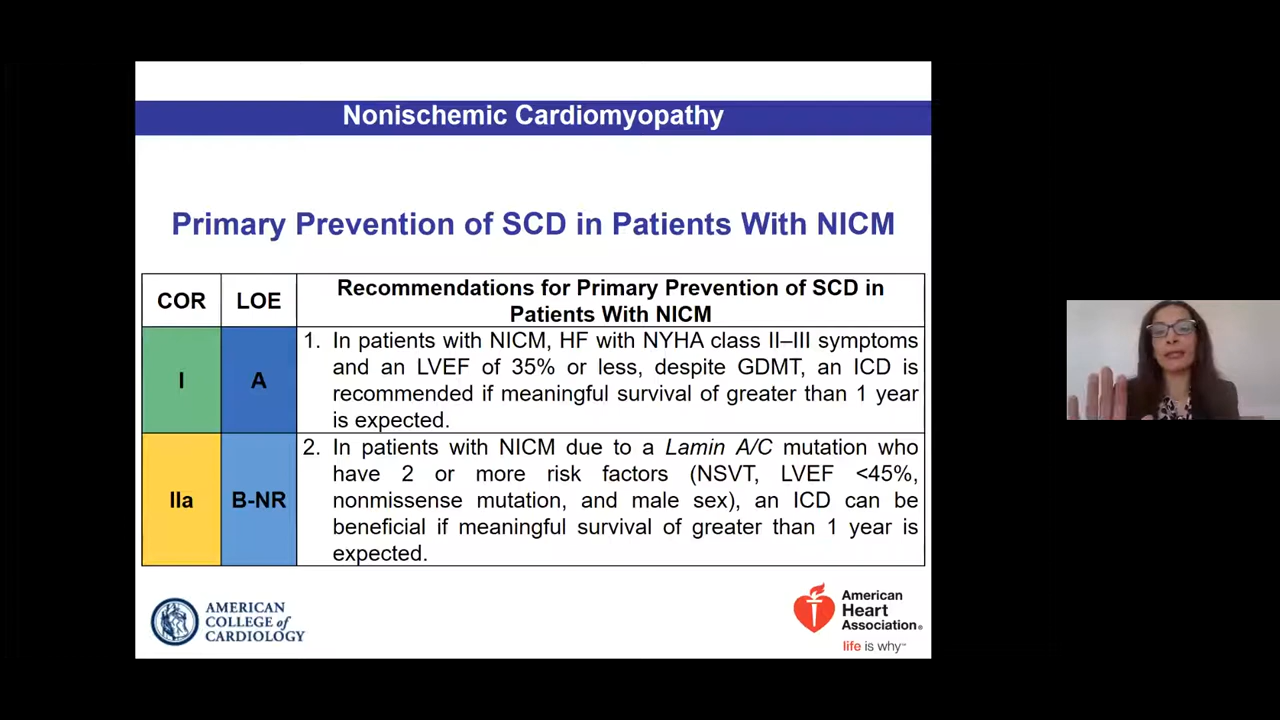 Nonischemic Cardiomyopathy
Primary Prevention of SCD in Patients With NICM
COR LOE Recommendations for Primary Prevention of SCD in
Patients With NICM
I A 1. In patients with NICM, HF with NYHA class II–III symptoms
and an LVEF of 35% or less, despite GDMT, an ICD is
recommended if meaningful survival of greater than 1 year
is expected.
IIa B-NR 2. In patients with NICM due to a Lamin A/C mutation who
have 2 or more risk factors (NSVT, LVEF <45%,
nonmissense mutation, and male sex), an ICD can be
beneficial if meaningful survival of greater than 1 year is
expected.
AMERICAN
COLLEGE of
CARDIOLOGY
American
Heart
Association®
life is why™